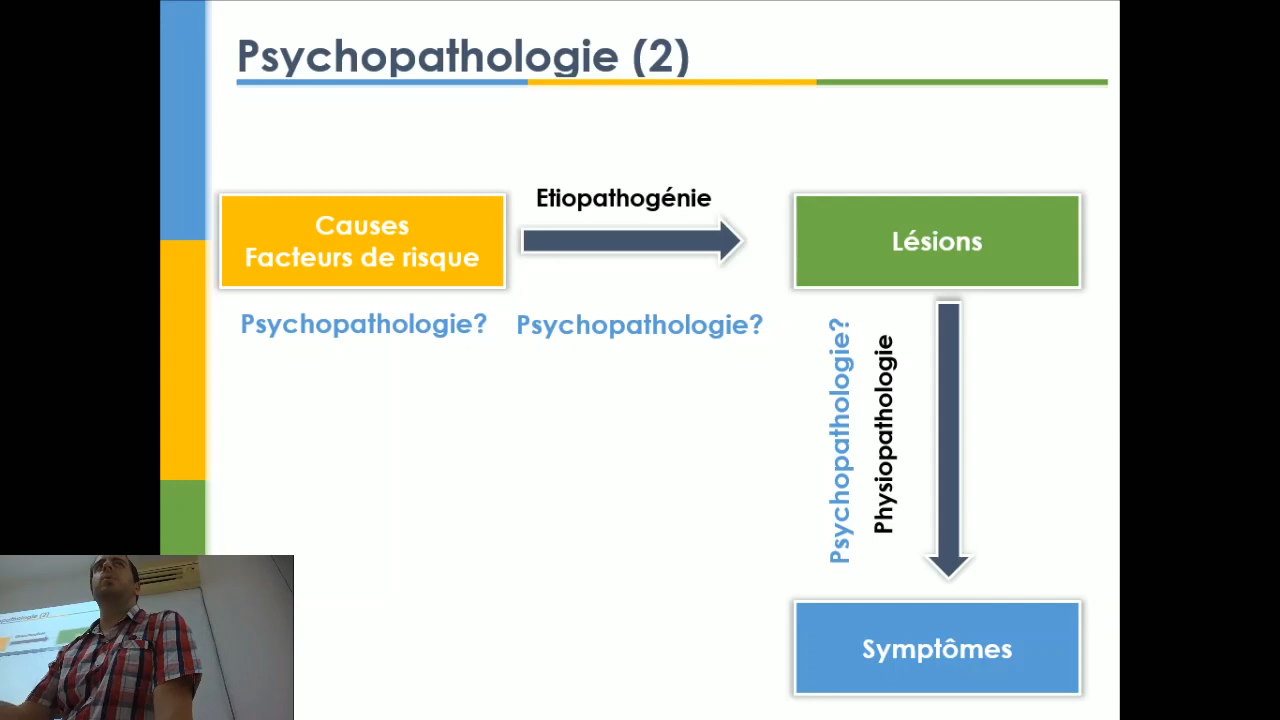 Psychopathologie (2)
Etiopathogénie
Causes
Facteurs de risque
Lésions
Psychopathologie?
Psychopathologie?
Psychopathologie?
Physiopathologie
Symptômes